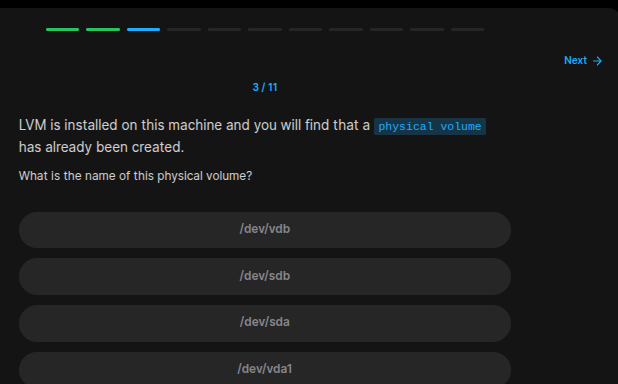 Next →
3 / 11
LVM is installed on this machine and you will find that a physical volume
has already been created.
What is the name of this physical volume?
/dev/vdb
/dev/sdb
/dev/sda
/dev/vda1